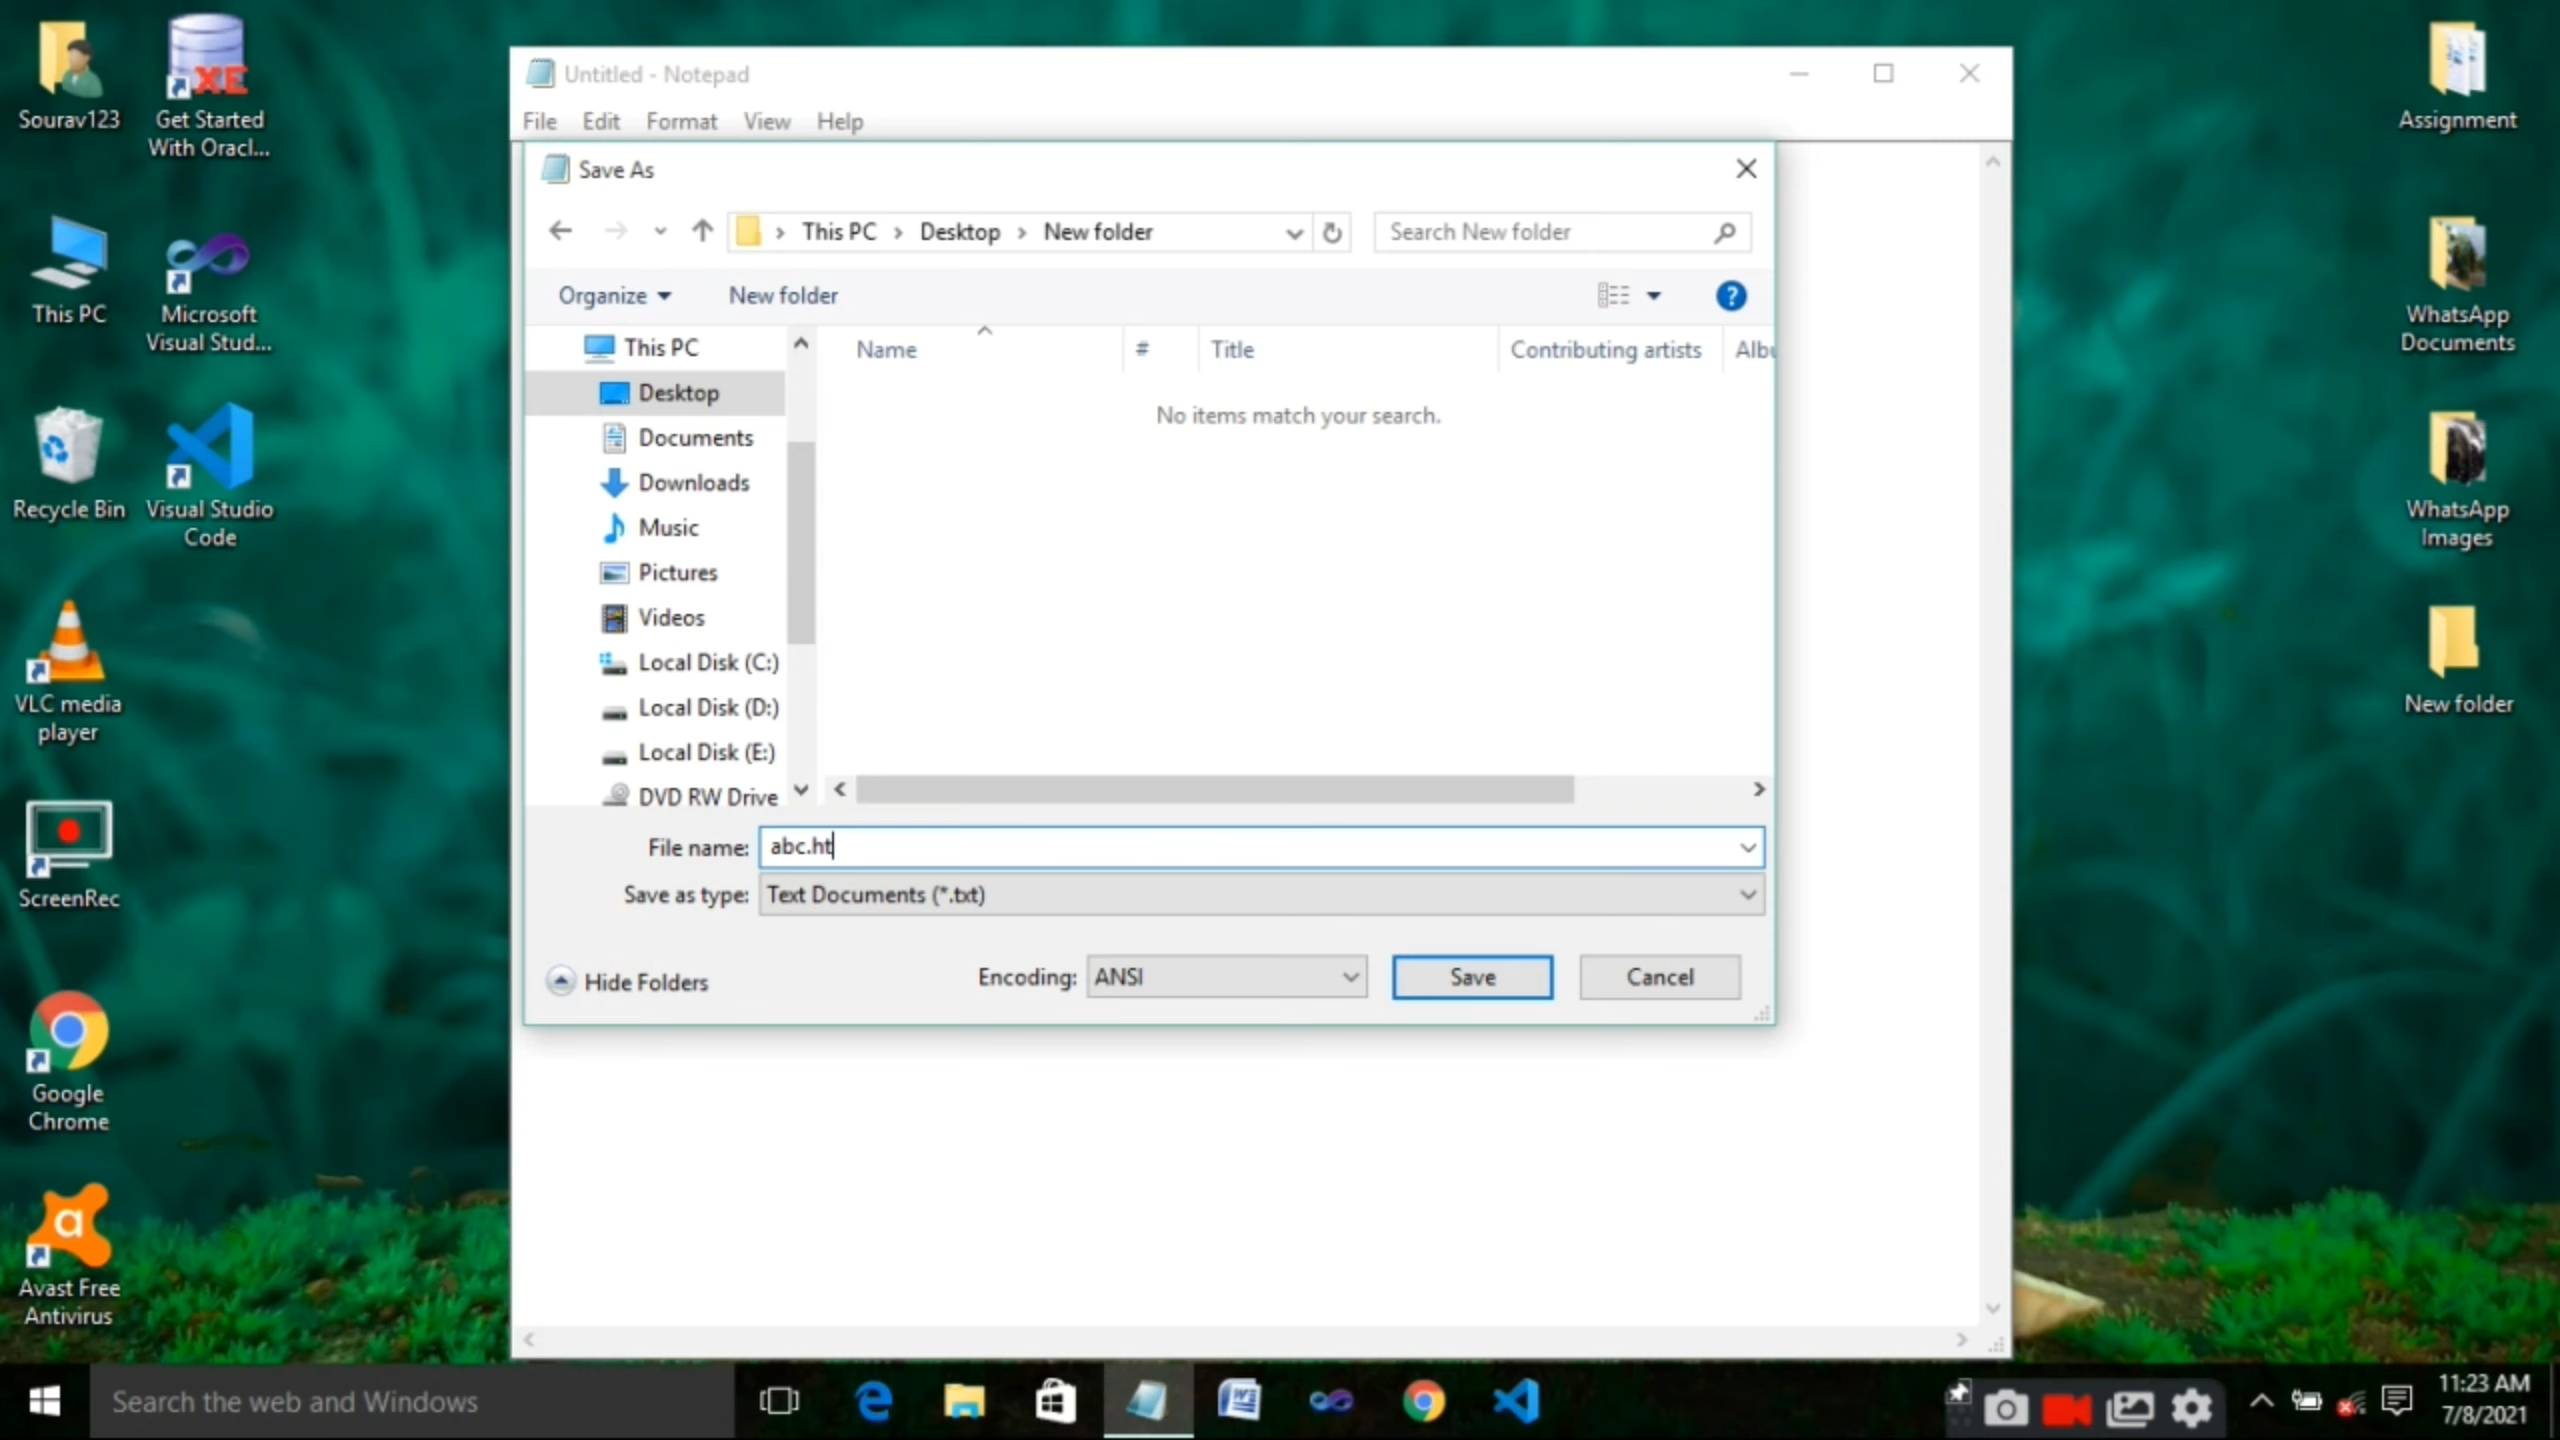 Sourav123
Get Started
With Oracl...
This PC
Microsoft
Visual Stud...
Recycle Bin
Visual Studio
Code
VLC media
player
ScreenRec
Google
Chrome
Avast Free
Antivirus
Untitled - Notepad
File Edit Format View Help
Save As
This PC > Desktop > New folder
Search New folder
Organize
New folder
?
This PC
Desktop
Documents
Downloads
Music
Pictures
Videos
Local Disk (C:)
Local Disk (D:)
Local Disk (E:)
DVD RW Drive
Name # Title Contributing artists Albu
No items match your search.
File name: abc.ht
Save as type: Text Documents (*.txt)
Hide Folders
Encoding: ANSI
Save
Cancel
Assignment
WhatsApp
Documents
WhatsApp
Images
New folder
Search the web and Windows
11:23 AM
7/8/2021